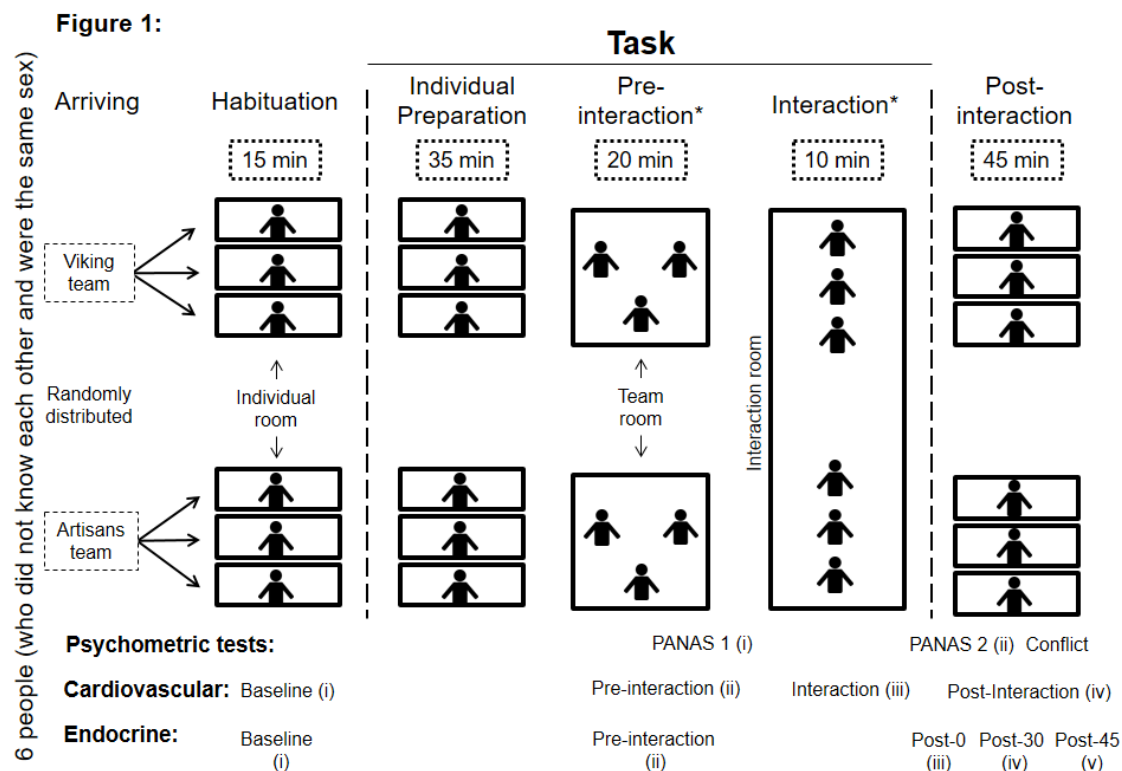 Figure 1:
Task
6 people (who did not know each other and were the same sex)
Arriving
Habituation
Individual
Preparation
Pre-
interaction*
Interaction*
Post-
interaction
15 min
35 min
20 min
10 min
45 min
Viking
team
Randomly
distributed
Individual
room
Team
room
Interaction room
Artisans
team
Psychometric tests:
PANAS 1 (i)
PANAS 2 (ii) Conflict
Cardiovascular:
Baseline (i)
Pre-interaction (ii)
Interaction (iii)
Post-Interaction (iv)
Endocrine:
Baseline
(i)
Pre-interaction
(ii)
Post-0
(iii)
Post-30
(iv)
Post-45
(v)